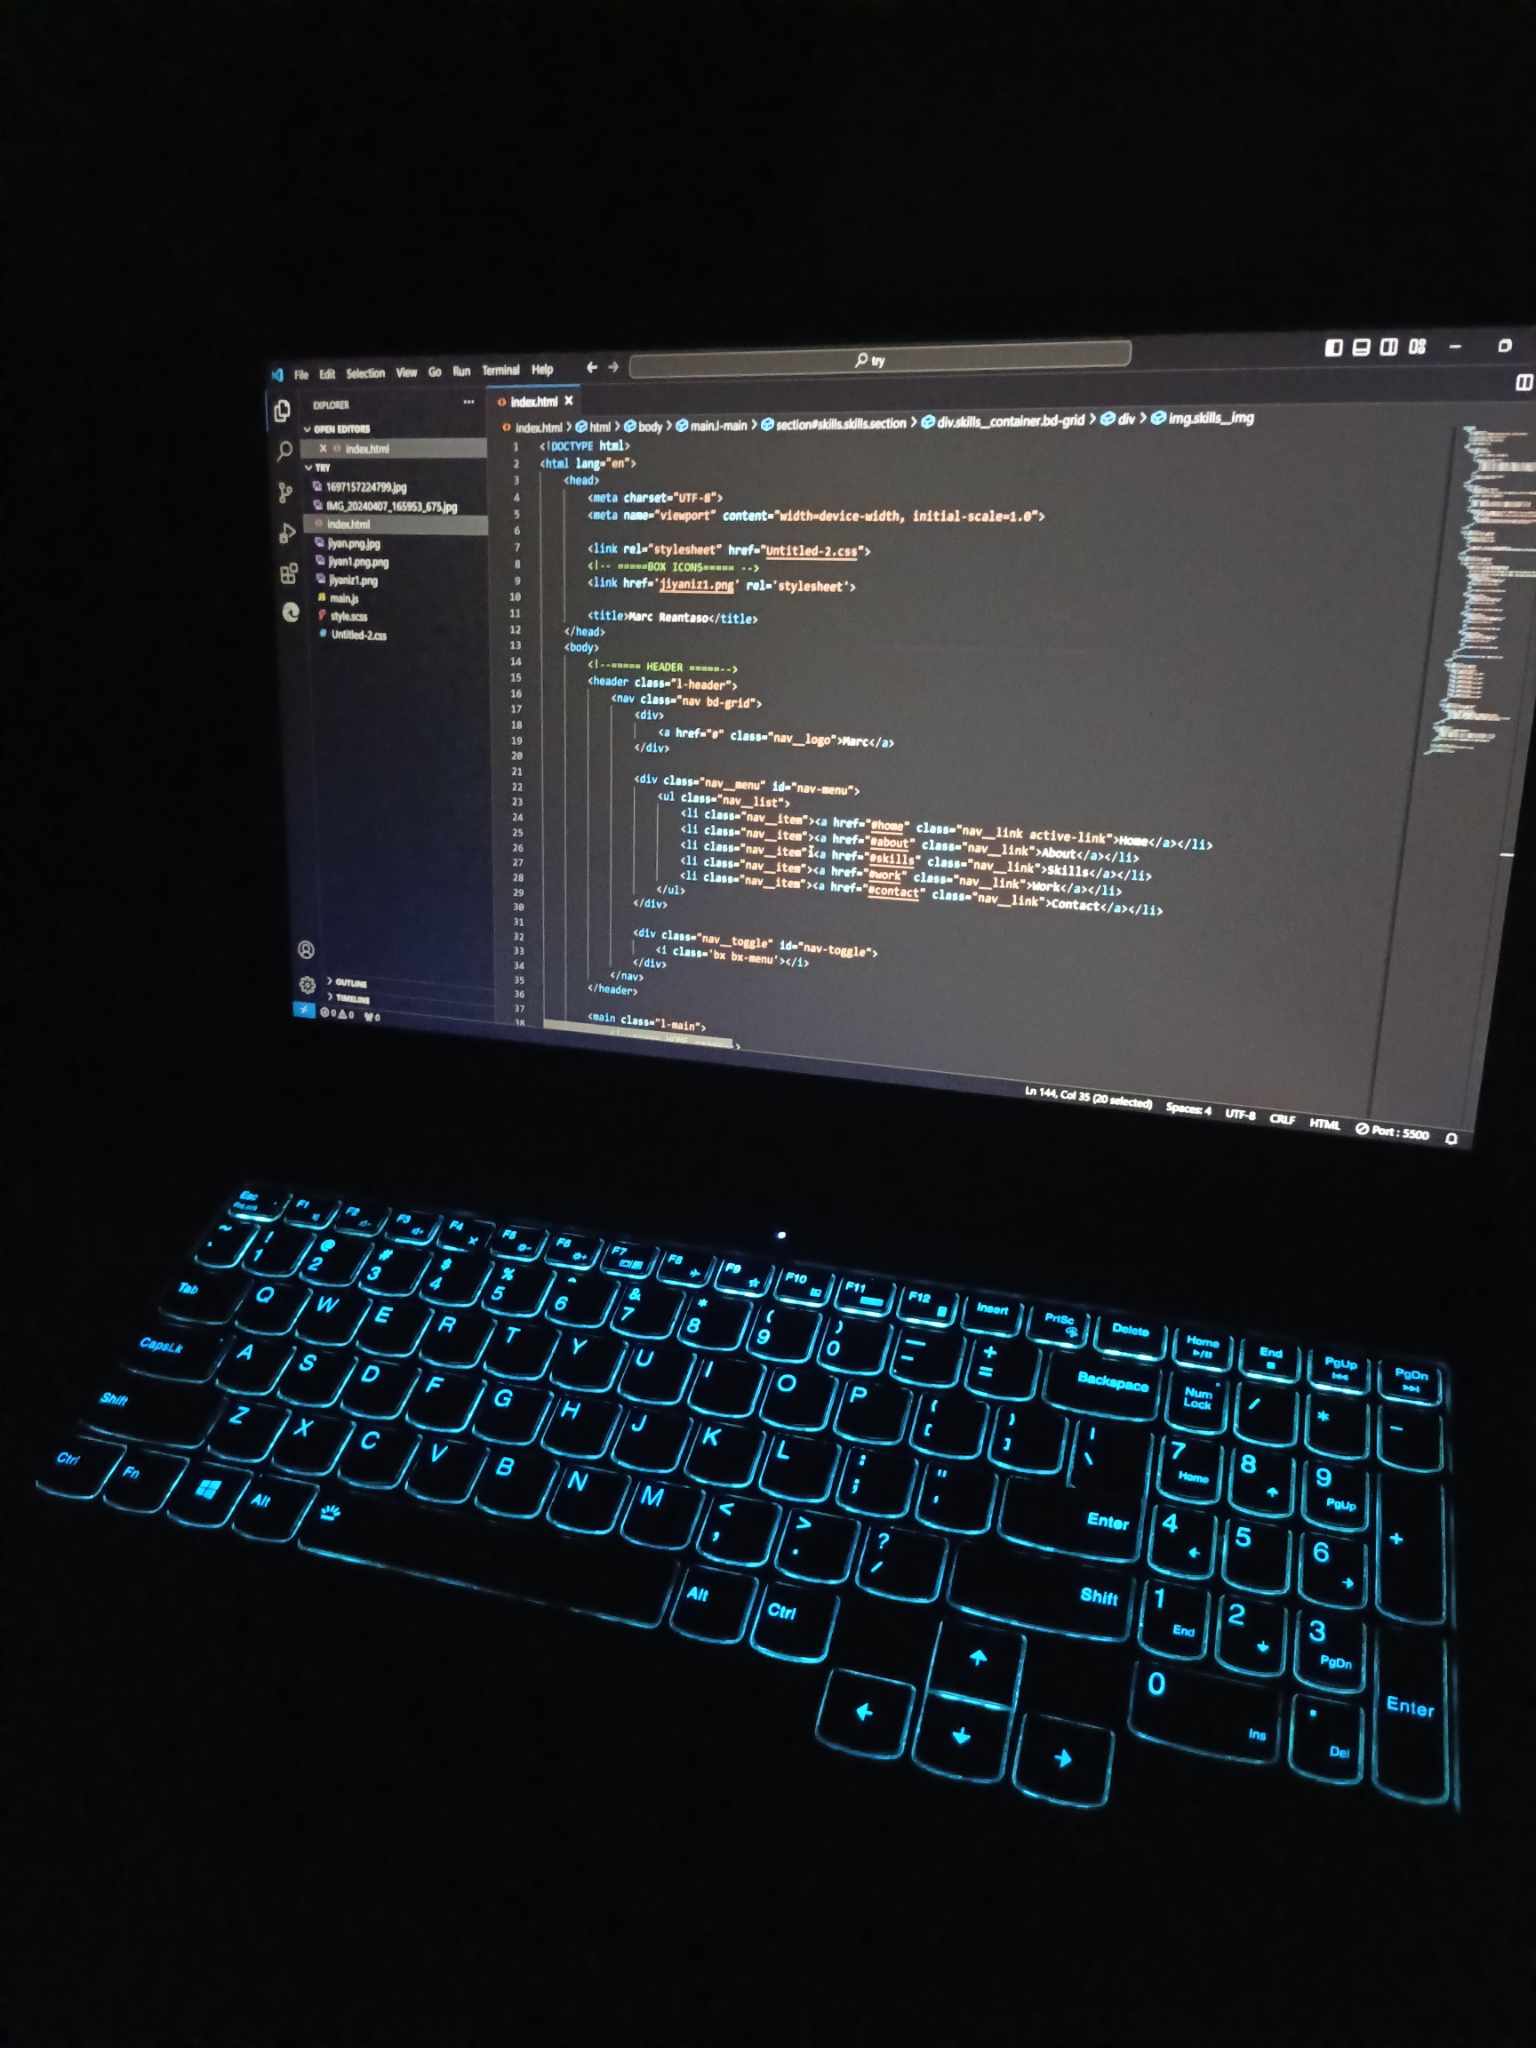 File Edit Selection View Go Run Terminal Help
try
EXPLORER
OPEN EDITORS
index.html
TRY
1697157224799.jpg
IMG_20240407_165953_675.jpg
index.html
jiyan.png.jpg
jiyan1.png.png
jiyaniz1.png
main.js
style.scss
Untitled-2.css
OUTLINE
TIMELINE
index.html
index.html > html > body > main.l-main > section#skills.skills.section > div.skills__container.bd-grid > div > img.skills__img
1 <!DOCTYPE html>
2 <html lang="en">
3 <head>
4 <meta charset="UTF-8">
5 <meta name="viewport" content="width=device-width, initial-scale=1.0">
6
7 <link rel="stylesheet" href="Untitled-2.css">
8 <!-- =====BOX ICONS===== -->
9 <link href='jiyaniz1.png' rel='stylesheet'>
10
11 <title>Marc Reantaso</title>
12 </head>
13 <body>
14 <!--===== HEADER =====-->
15 <header class="l-header">
16 <nav class="nav bd-grid">
17 <div>
18 <a href="#" class="nav__logo">Marc</a>
19 </div>
20
21 <div class="nav__menu" id="nav-menu">
22 <ul class="nav__list">
23 <li class="nav__item"><a href="#home" class="nav__link active-link">Home</a></li>
24 <li class="nav__item"><a href="#about" class="nav__link">About</a></li>
25 <li class="nav__item"><a href="#skills" class="nav__link">Skills</a></li>
26 <li class="nav__item"><a href="#work" class="nav__link">Work</a></li>
27 <li class="nav__item"><a href="#contact" class="nav__link">Contact</a></li>
28 </ul>
29 </div>
30
31 <div class="nav__toggle" id="nav-toggle">
32 <i class='bx bx-menu'></i>
33 </div>
34 </nav>
35 </header>
36
37 <main class="l-main">
38
0 0 0
Ln 144, Col 35 (20 selected) Spaces: 4 UTF-8 CRLF HTML Port : 5500
Esc F1 F2 F3 F4 F5 F6 F7 F8 F9 F10 F11 F12 Insert PrtSc Delete Home End PgUp PgDn
~ ` ! 1 @ 2 # 3 $ 4 % 5 ^ 6 & 7 * 8 ( 9 ) 0 — - + = Backspace Num Lock / * -
Tab Q W E R T Y U I O P { [ } ] | \ 7 Home 8 9 PgUp +
CapsLk A S D F G H J K L : ; " ' Enter 4 5 6
Shift Z X C V B N M < , > . ? / Shift 1 End 2 3 PgDn Enter
Ctrl Fn Alt Alt Ctrl 0 Ins . Del